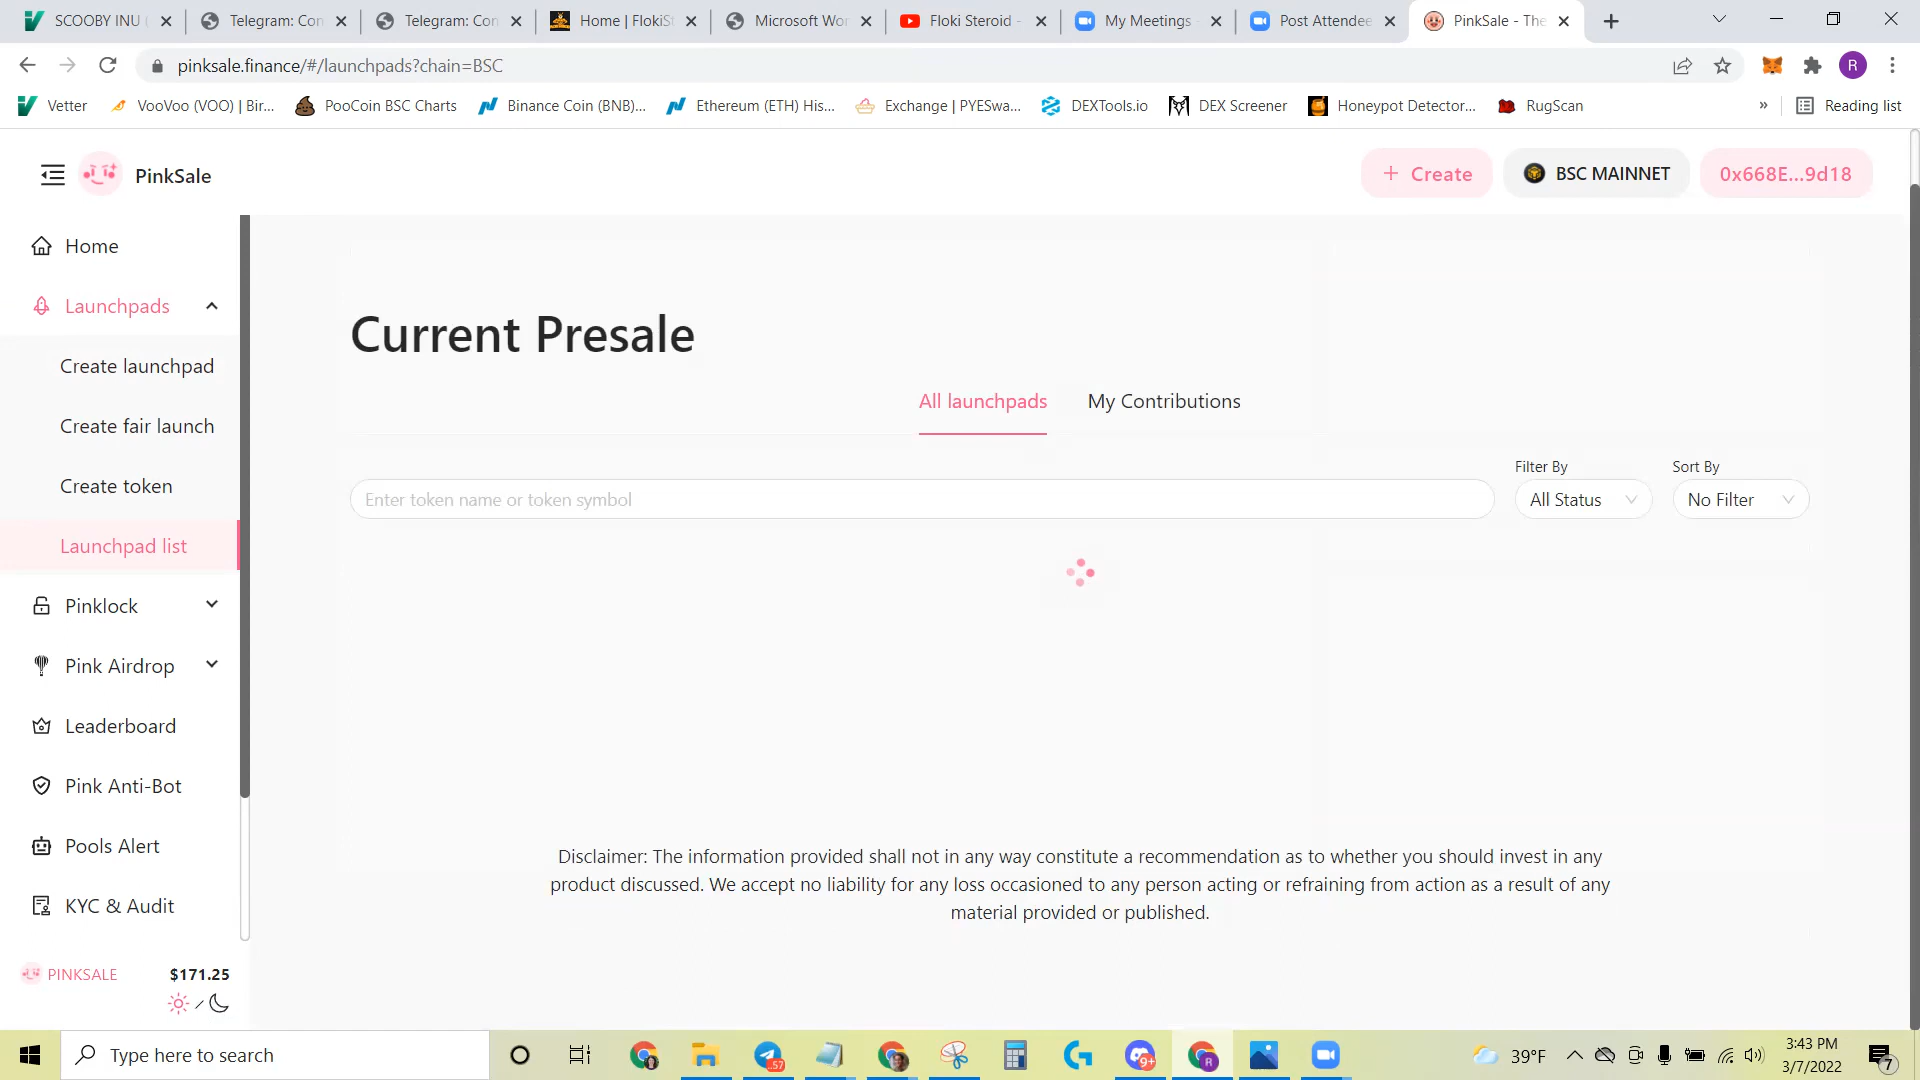 SCOOBY INU
Telegram: Con
Telegram: Con
Home | FlokiSt
Microsoft Wor
Floki Steroid -
My Meetings
Post Attendee
PinkSale - The
pinksale.finance/#/launchpads?chain=BSC
R
Vetter
VooVoo (VOO) | Bir...
PooCoin BSC Charts
Binance Coin (BNB)...
Ethereum (ETH) His...
Exchange | PYESwa...
DEXTools.io
DEX Screener
Honeypot Detector...
RugScan
»
Reading list
PinkSale
+ Create
BSC MAINNET
0x668E...9d18
Home
Launchpads
Create launchpad
Create fair launch
Create token
Launchpad list
Pinklock
Pink Airdrop
Leaderboard
Pink Anti-Bot
Pools Alert
KYC & Audit
PINKSALE
$171.25
Current Presale
All launchpads
My Contributions
Enter token name or token symbol
Filter By
All Status
Sort By
No Filter
Disclaimer: The information provided shall not in any way constitute a recommendation as to whether you should invest in any
product discussed. We accept no liability for any loss occasioned to any person acting or refraining from action as a result of any
material provided or published.
Type here to search
57
9+
R
39°F
3:43 PM
3/7/2022
7